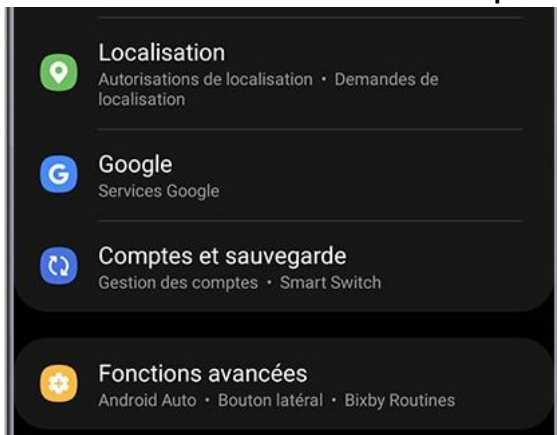 Localisation
Autorisations de localisation • Demandes de
localisation
Google
Services Google
Comptes et sauvegarde
Gestion des comptes • Smart Switch
Fonctions avancées
Android Auto • Bouton latéral • Bixby Routines